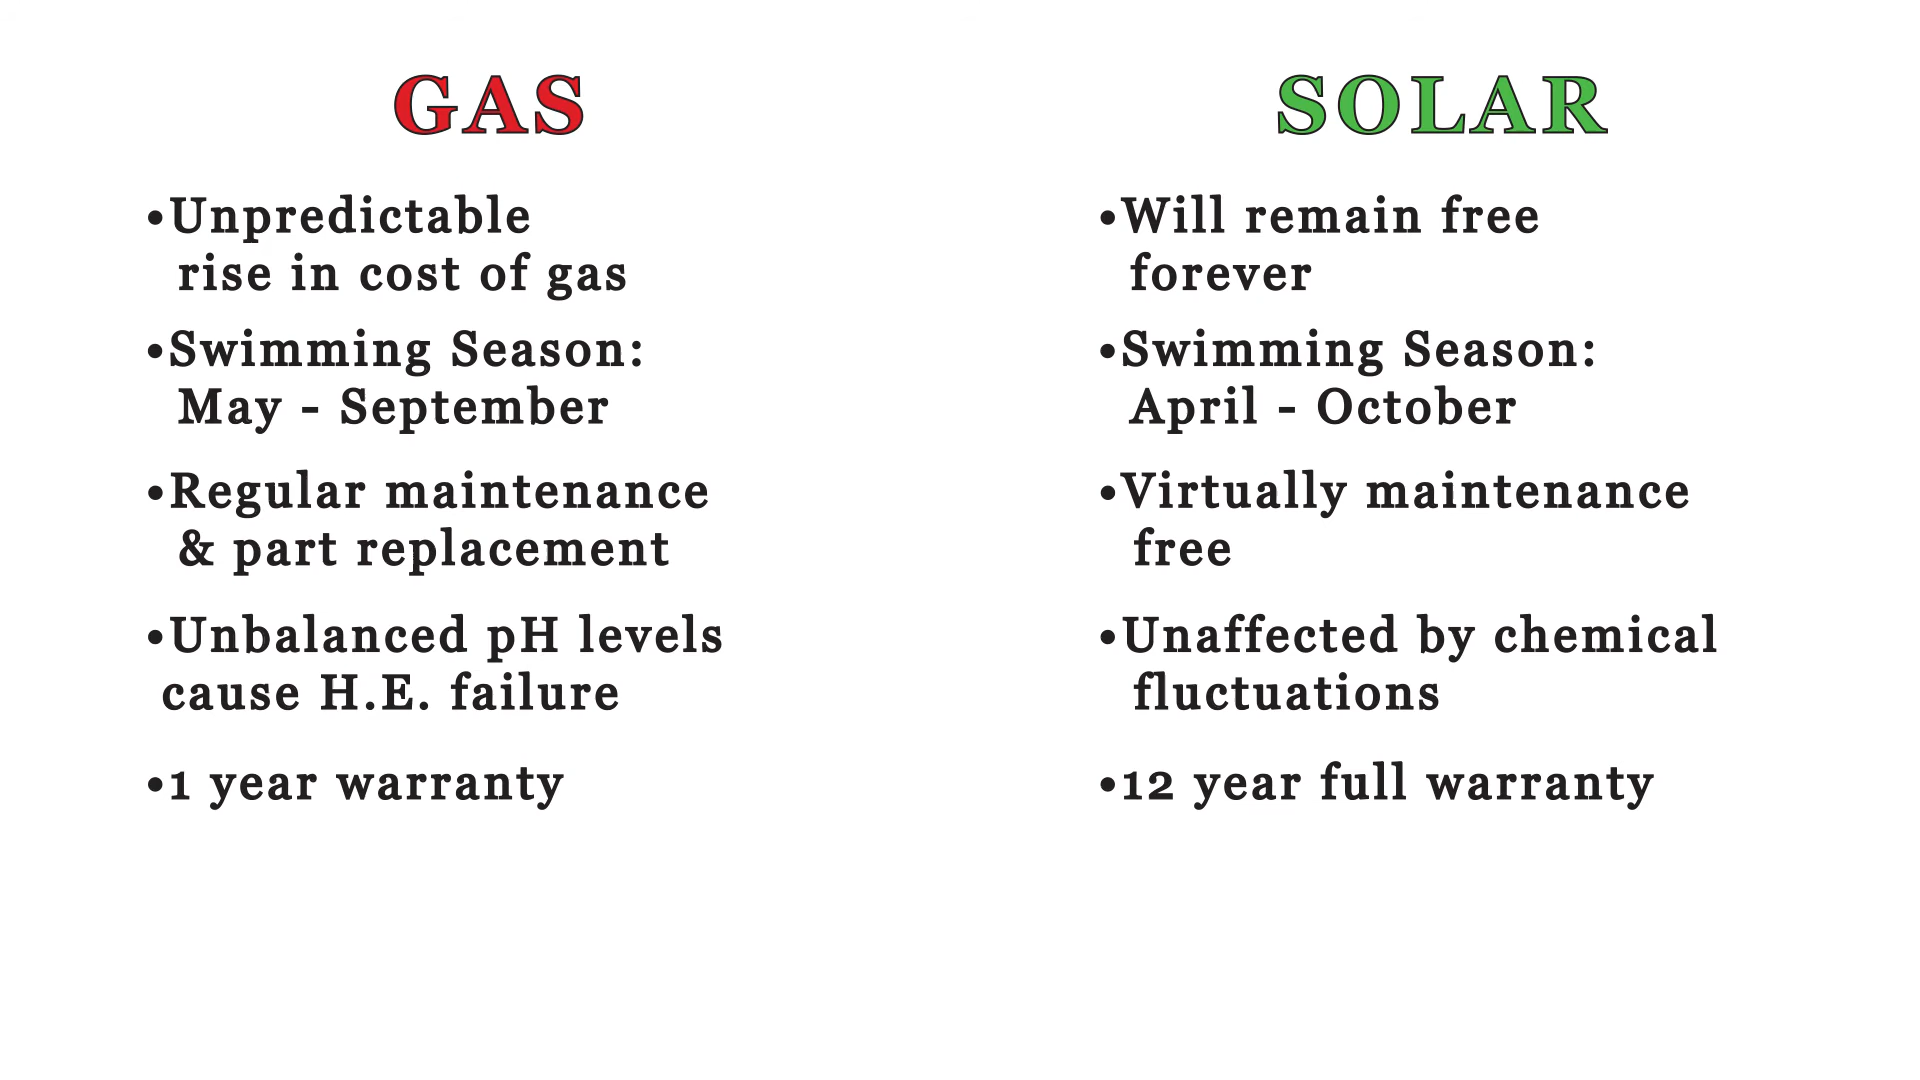 GAS
•Unpredictable
rise in cost of gas
•Swimming Season:
May - September
•Regular maintenance
& part replacement
•Unbalanced pH levels
cause H.E. failure
•1 year warranty
SOLAR
•Will remain free
forever
•Swimming Season:
April - October
•Virtually maintenance
free
•Unaffected by chemical
fluctuations
•12 year full warranty